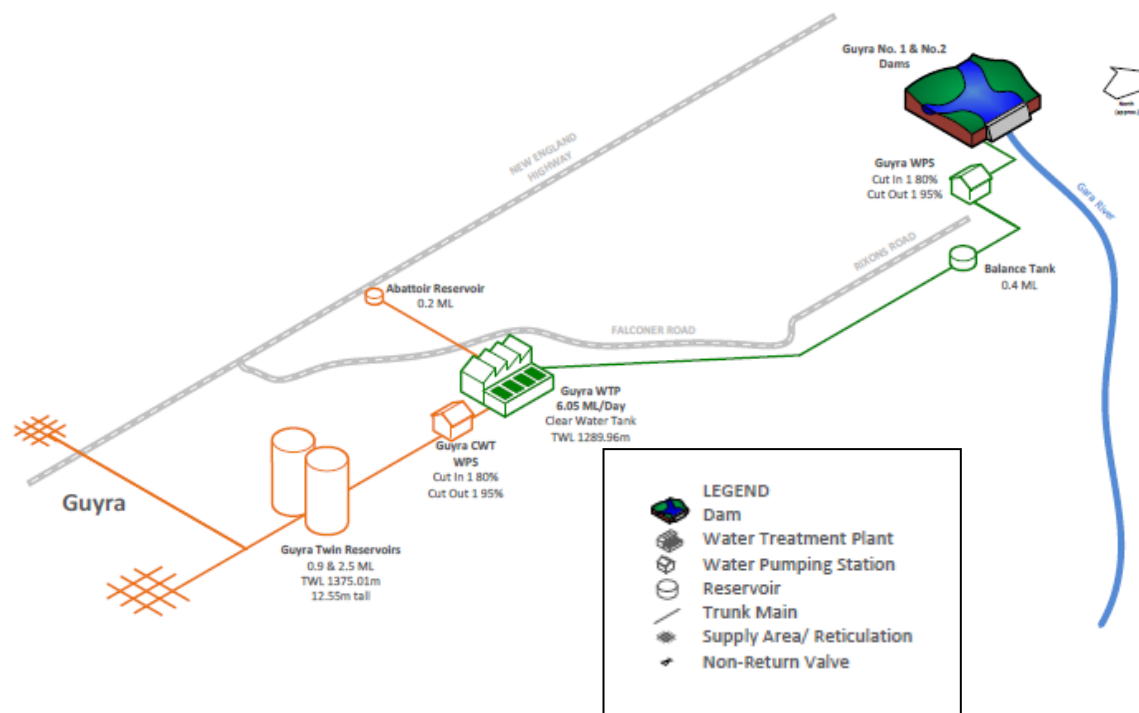 Guyra No. 1 & No.2
Dams
North
(approx.)
NEW ENGLAND
HIGHWAY
Guyra WPS
Cut In 1 80%
Cut Out 1 95%
Gara River
RIXONS ROAD
Balance Tank
0.4 ML
Abattoir Reservoir
0.2 ML
FALCONER ROAD
Guyra WTP
6.05 ML/Day
Clear Water Tank
TWL 1289.96m
Guyra CWT
WPS
Cut In 1 80%
Cut Out 1 95%
Guyra
Guyra Twin Reservoirs
0.9 & 2.5 ML
TWL 1375.01m
12.55m tall
LEGEND
Dam
Water Treatment Plant
Water Pumping Station
Reservoir
Trunk Main
Supply Area/ Reticulation
Non-Return Valve